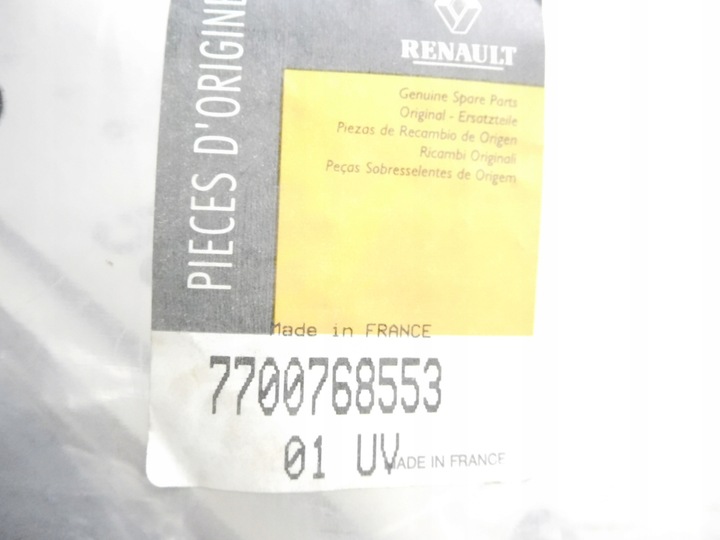 PIECES D'ORIGINE
RENAULT
Genuine Spare Parts
Original - Ersatzteile
Piezas de Recambio de Origen
Ricambi Originali
Peças Sobresselentes de Origem
Made in FRANCE
7700768553
01 UV
MADE IN FRANCE